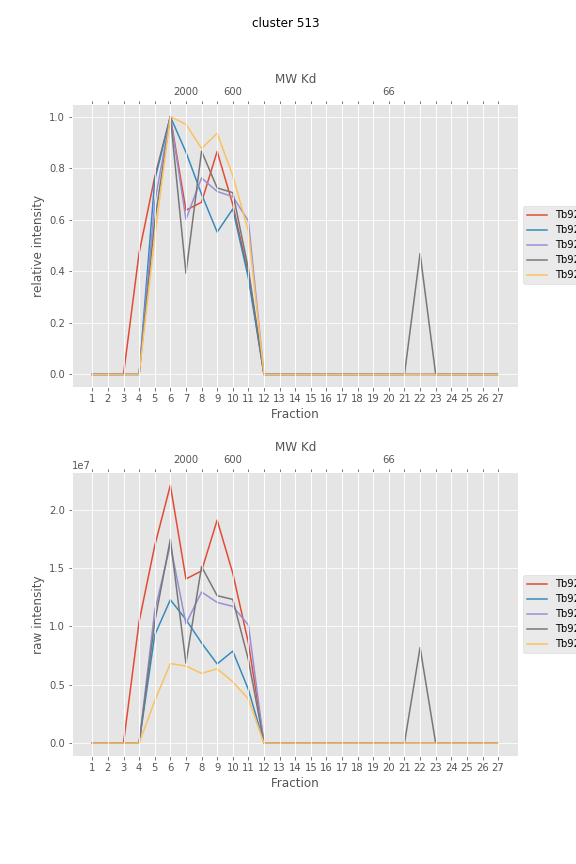 cluster 513
MW Kd
2000 600 66
1.0
0.8
0.6
0.4
0.2
0.0
relative intensity
Tb92
Tb92
Tb92
Tb92
Tb92
1 2 3 4 5 6 7 8 9 10 11 12 13 14 15 16 17 18 19 20 21 22 23 24 25 26 27
Fraction
MW Kd
1e7
2000 600 66
2.0
1.5
1.0
0.5
0.0
raw intensity
Tb92
Tb92
Tb92
Tb92
Tb92
1 2 3 4 5 6 7 8 9 10 11 12 13 14 15 16 17 18 19 20 21 22 23 24 25 26 27
Fraction